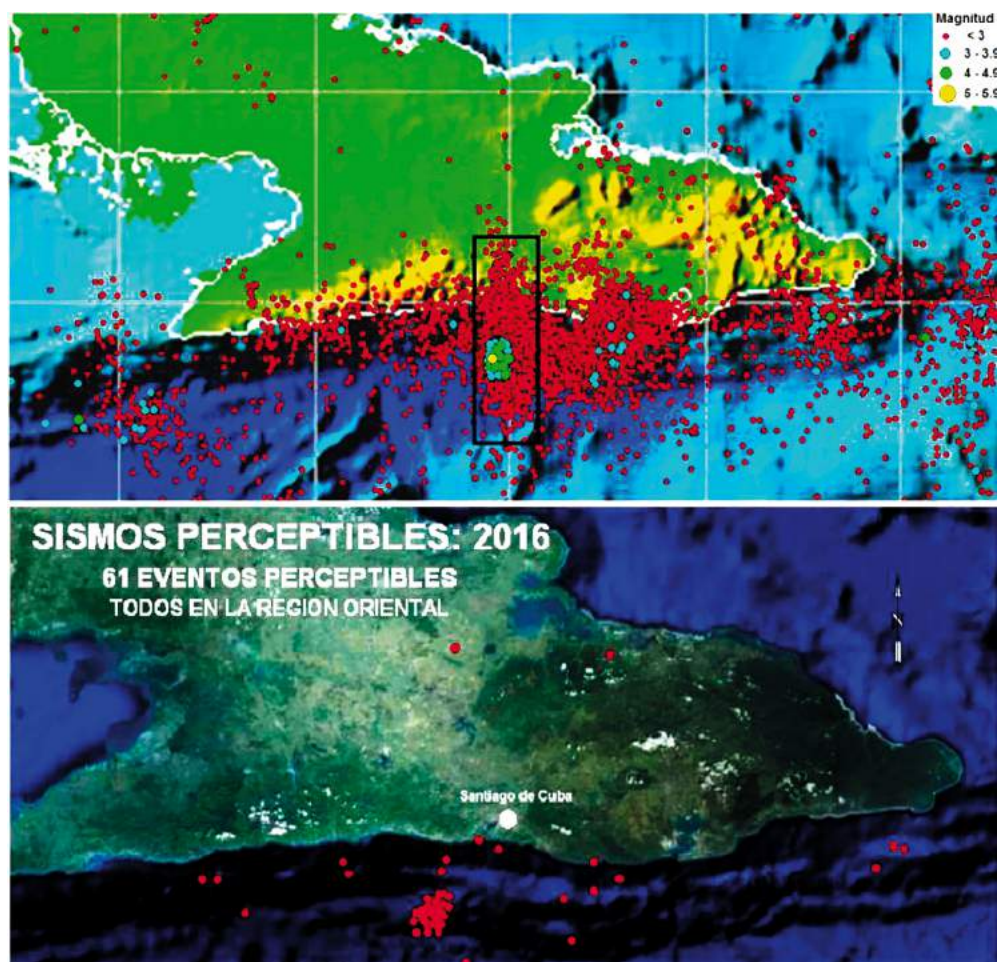 Magnitud
< 3
3 - 3.9
4 - 4.9
5 - 5.9
SISMOS PERCEPTIBLES: 2016
61 EVENTOS PERCEPTIBLES
TODOS EN LA REGION ORIENTAL
N
Santiago de Cuba